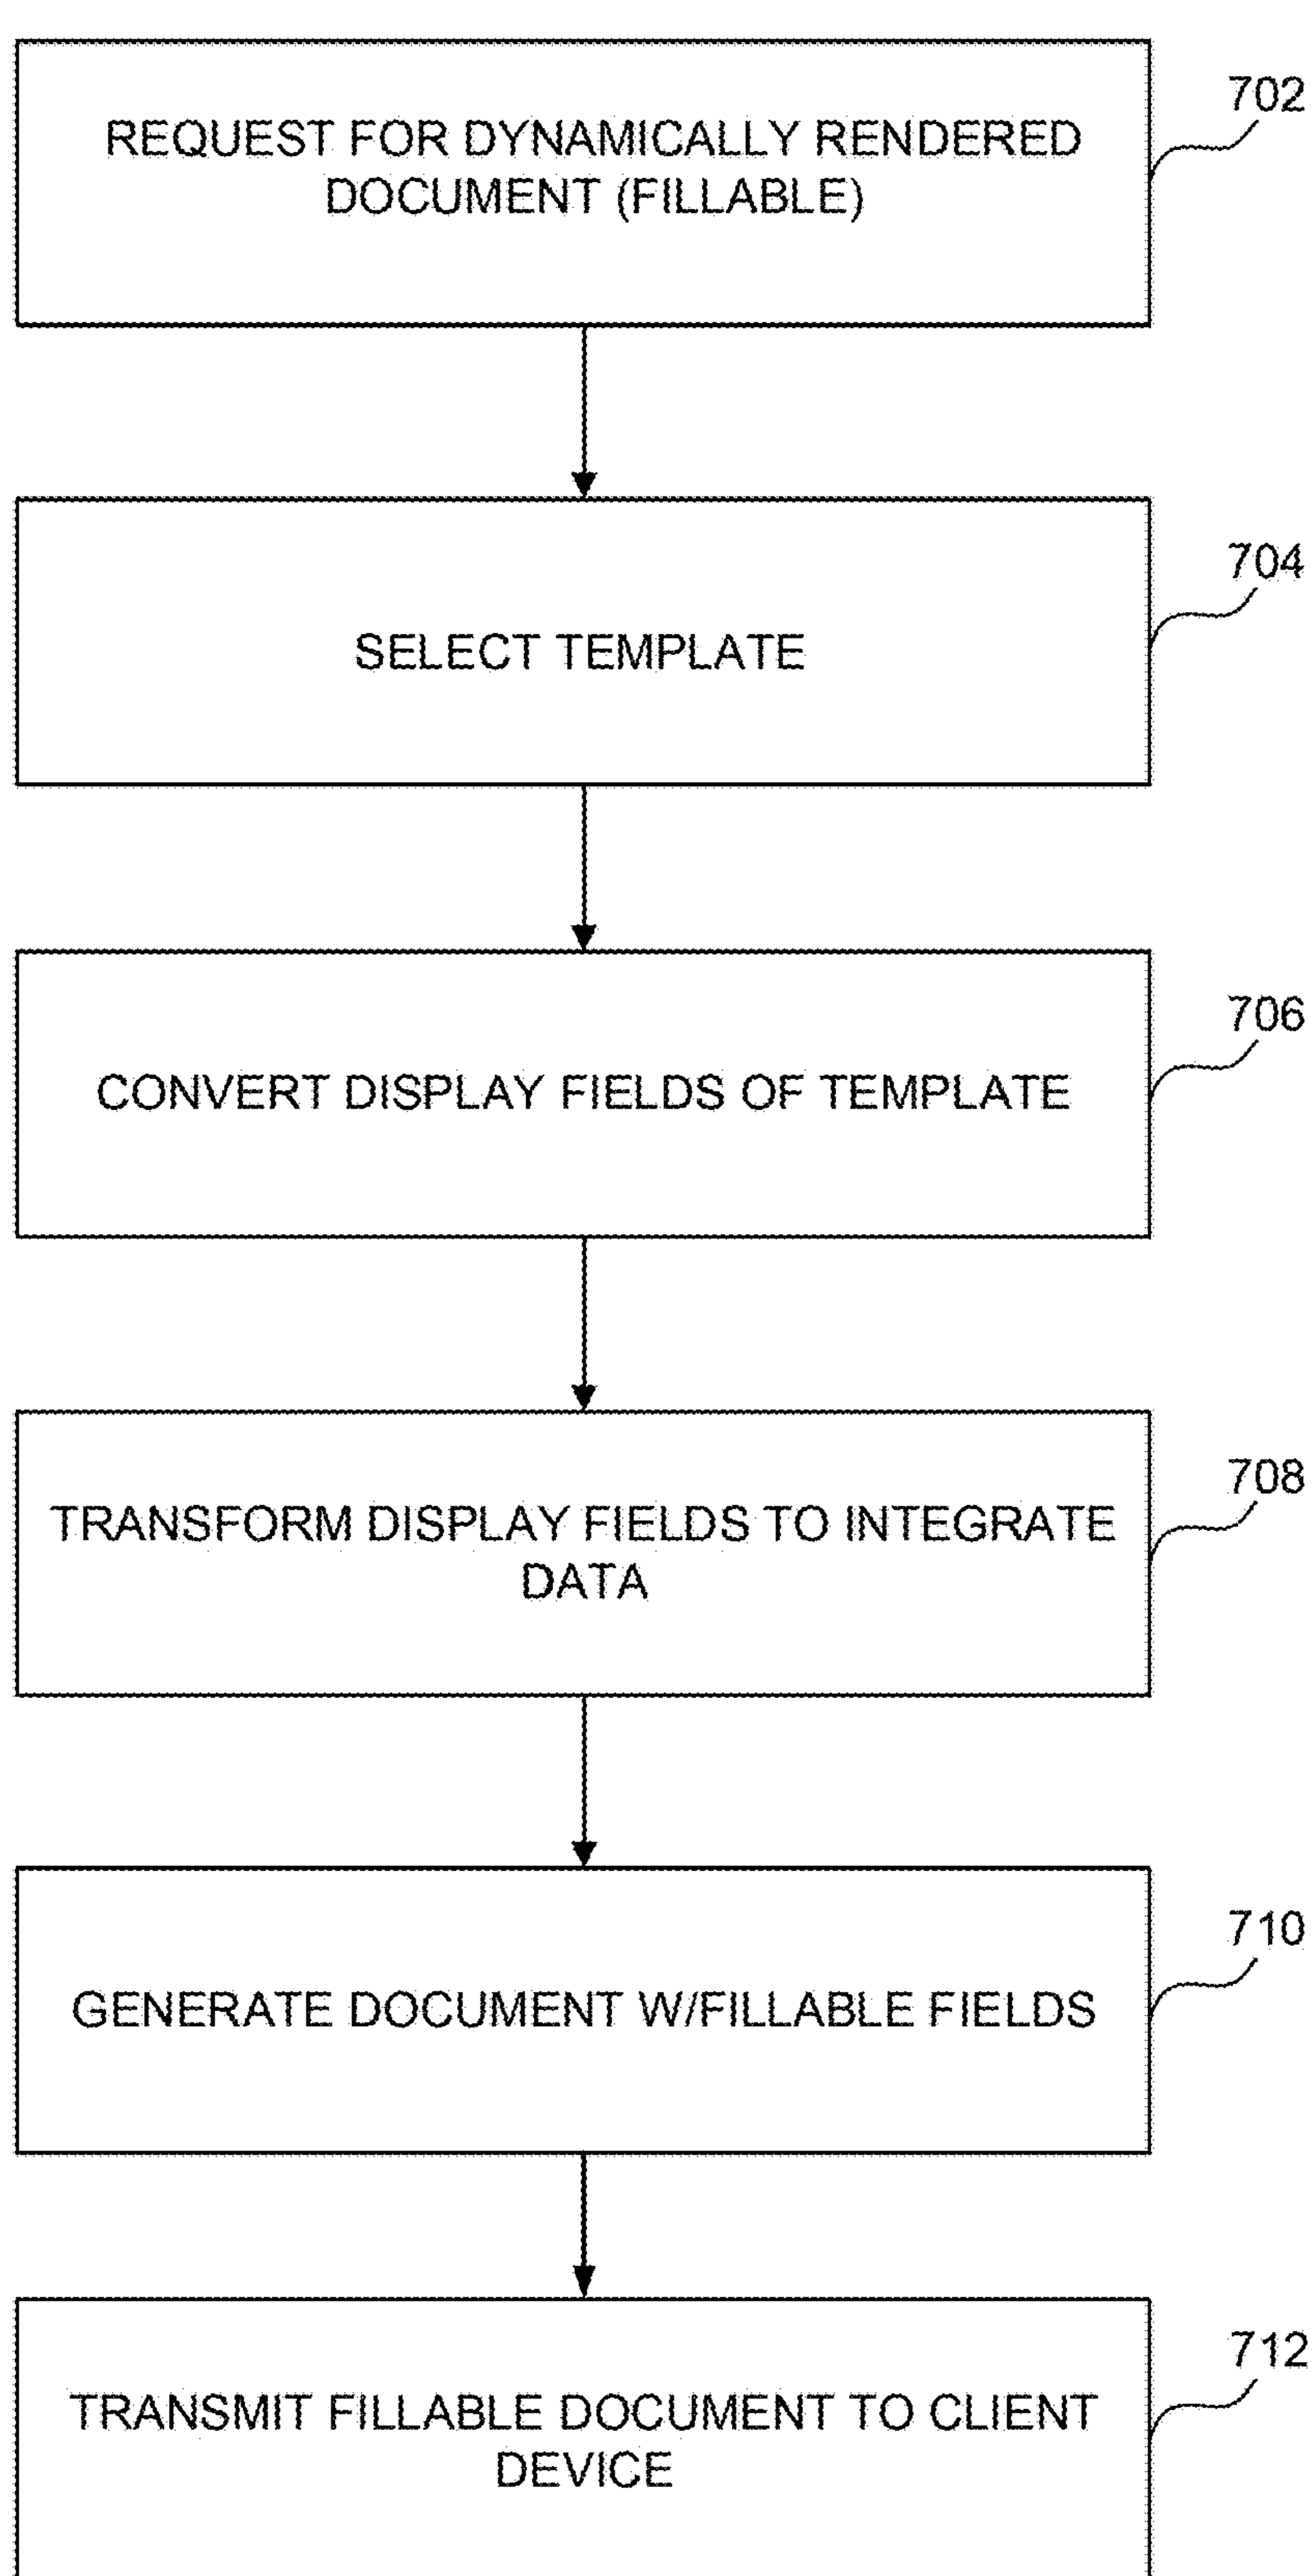 702
REQUEST FOR DYNAMICALLY RENDERED
DOCUMENT (FILLABLE)
704
SELECT TEMPLATE
706
CONVERT DISPLAY FIELDS OF TEMPLATE
708
TRANSFORM DISPLAY FIELDS TO INTEGRATE
DATA
710
GENERATE DOCUMENT W/FILLABLE FIELDS
712
TRANSMIT FILLABLE DOCUMENT TO CLIENT
DEVICE